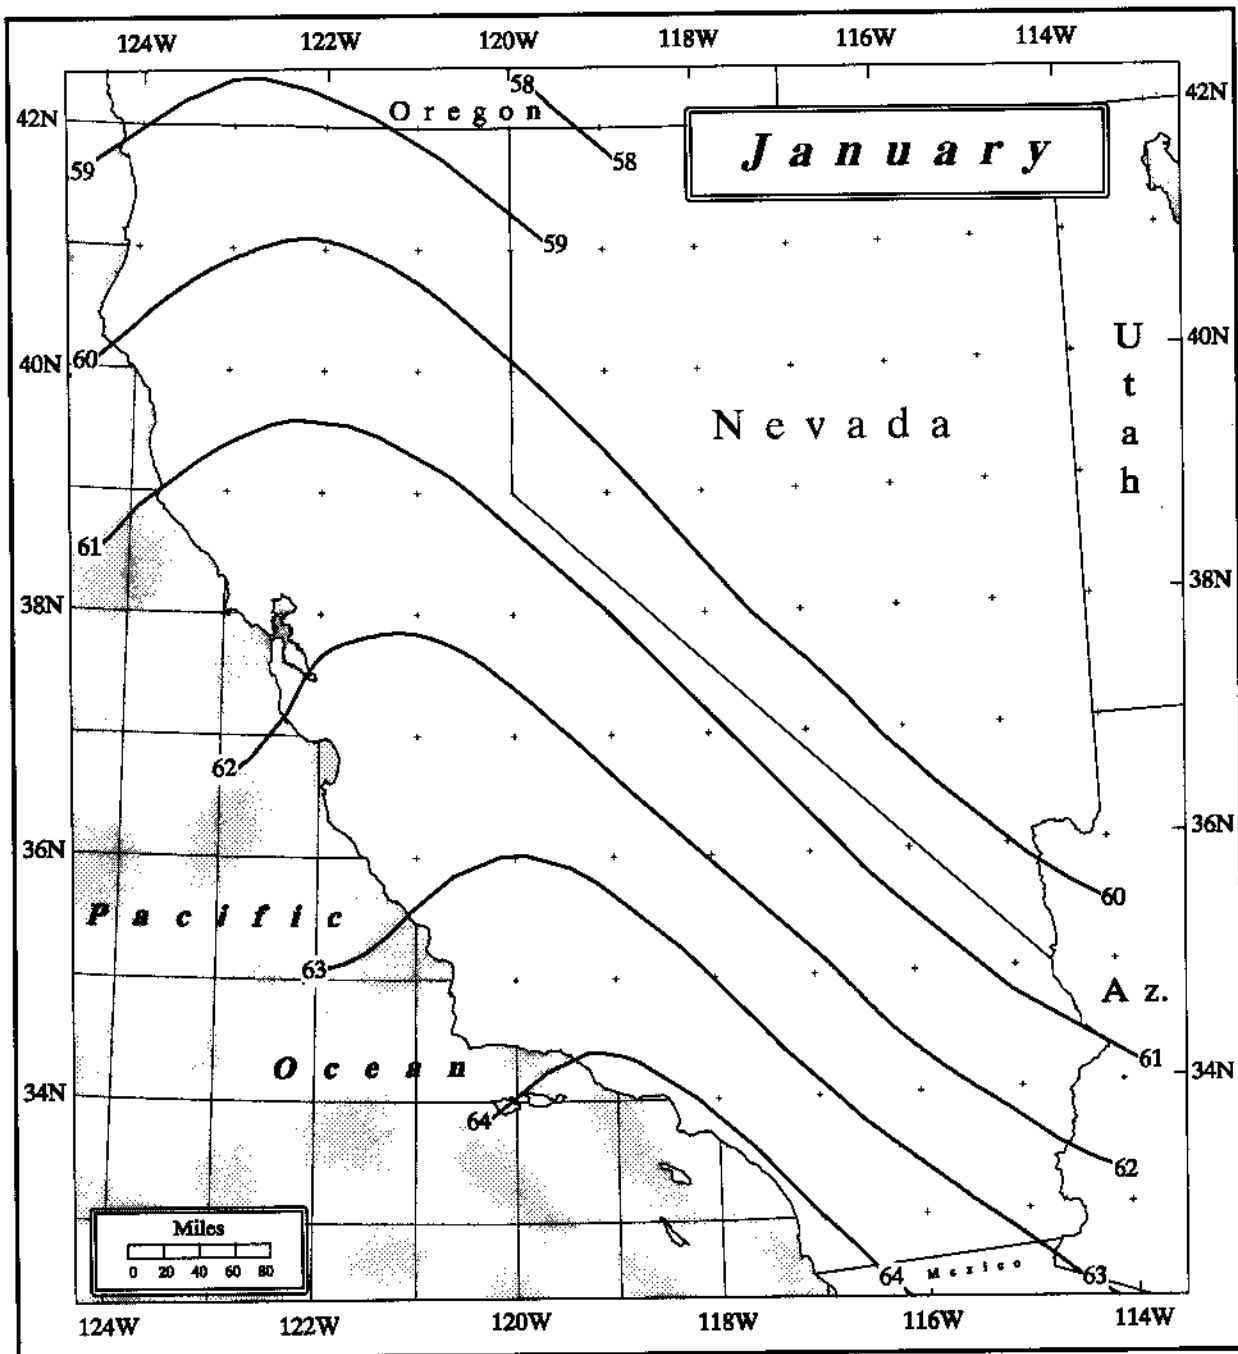 124W 122W 120W 118W 116W 114W
58
Oregon
42N
42N
January
59
58
59
60
40N
40N
Utah
Nevada
61
38N
38N
62
36N
36N
60
Pacific
63
Az.
61
Ocean
34N
34N
64
62
Miles
0 20 40 60 80
64
Mexico
63
124W 122W 120W 118W 116W 114W